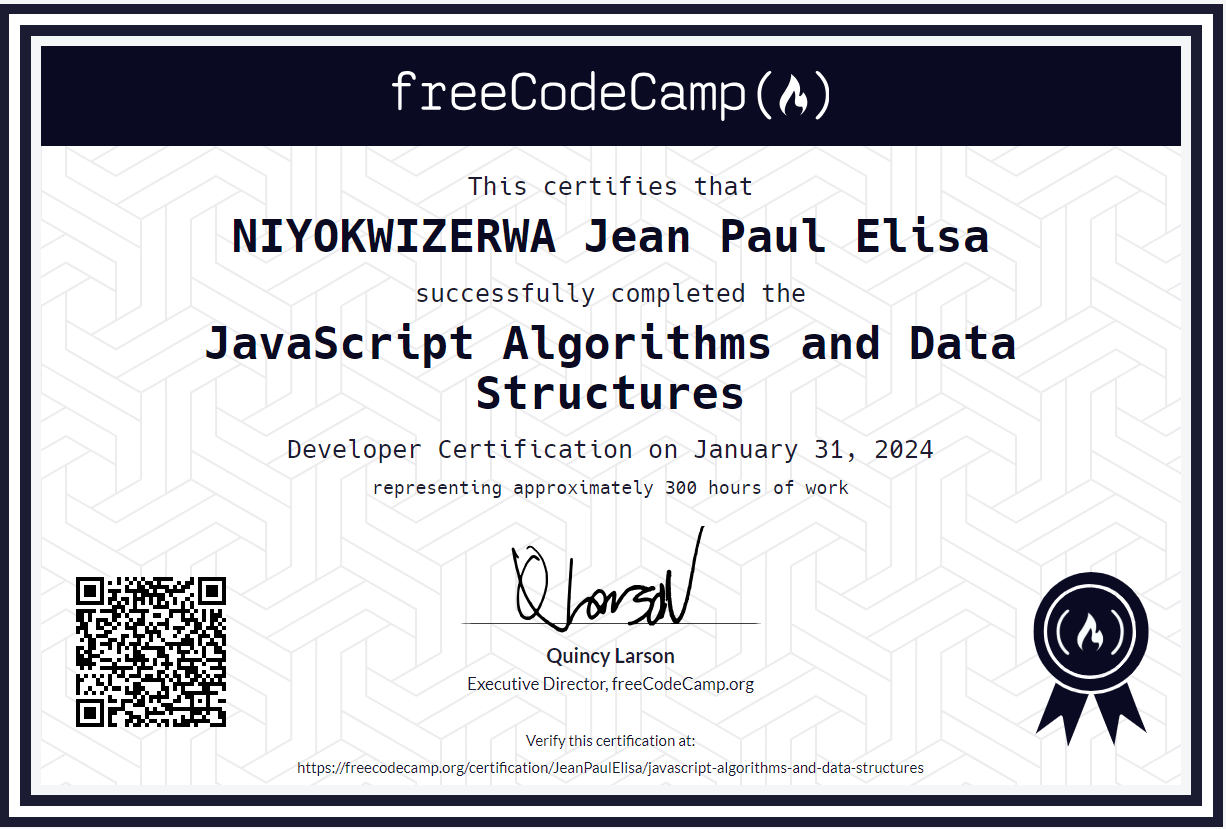 freeCodeCamp
This certifies that
NIYOKWIZERWA Jean Paul Elisa
successfully completed the
JavaScript Algorithms and Data
Structures
Developer Certification on January 31, 2024
representing approximately 300 hours of work
Q Larson
Quincy Larson
Executive Director, freeCodeCamp.org
Verify this certification at:
https://freecodecamp.org/certification/JeanPaulElisa/javascript-algorithms-and-data-structures